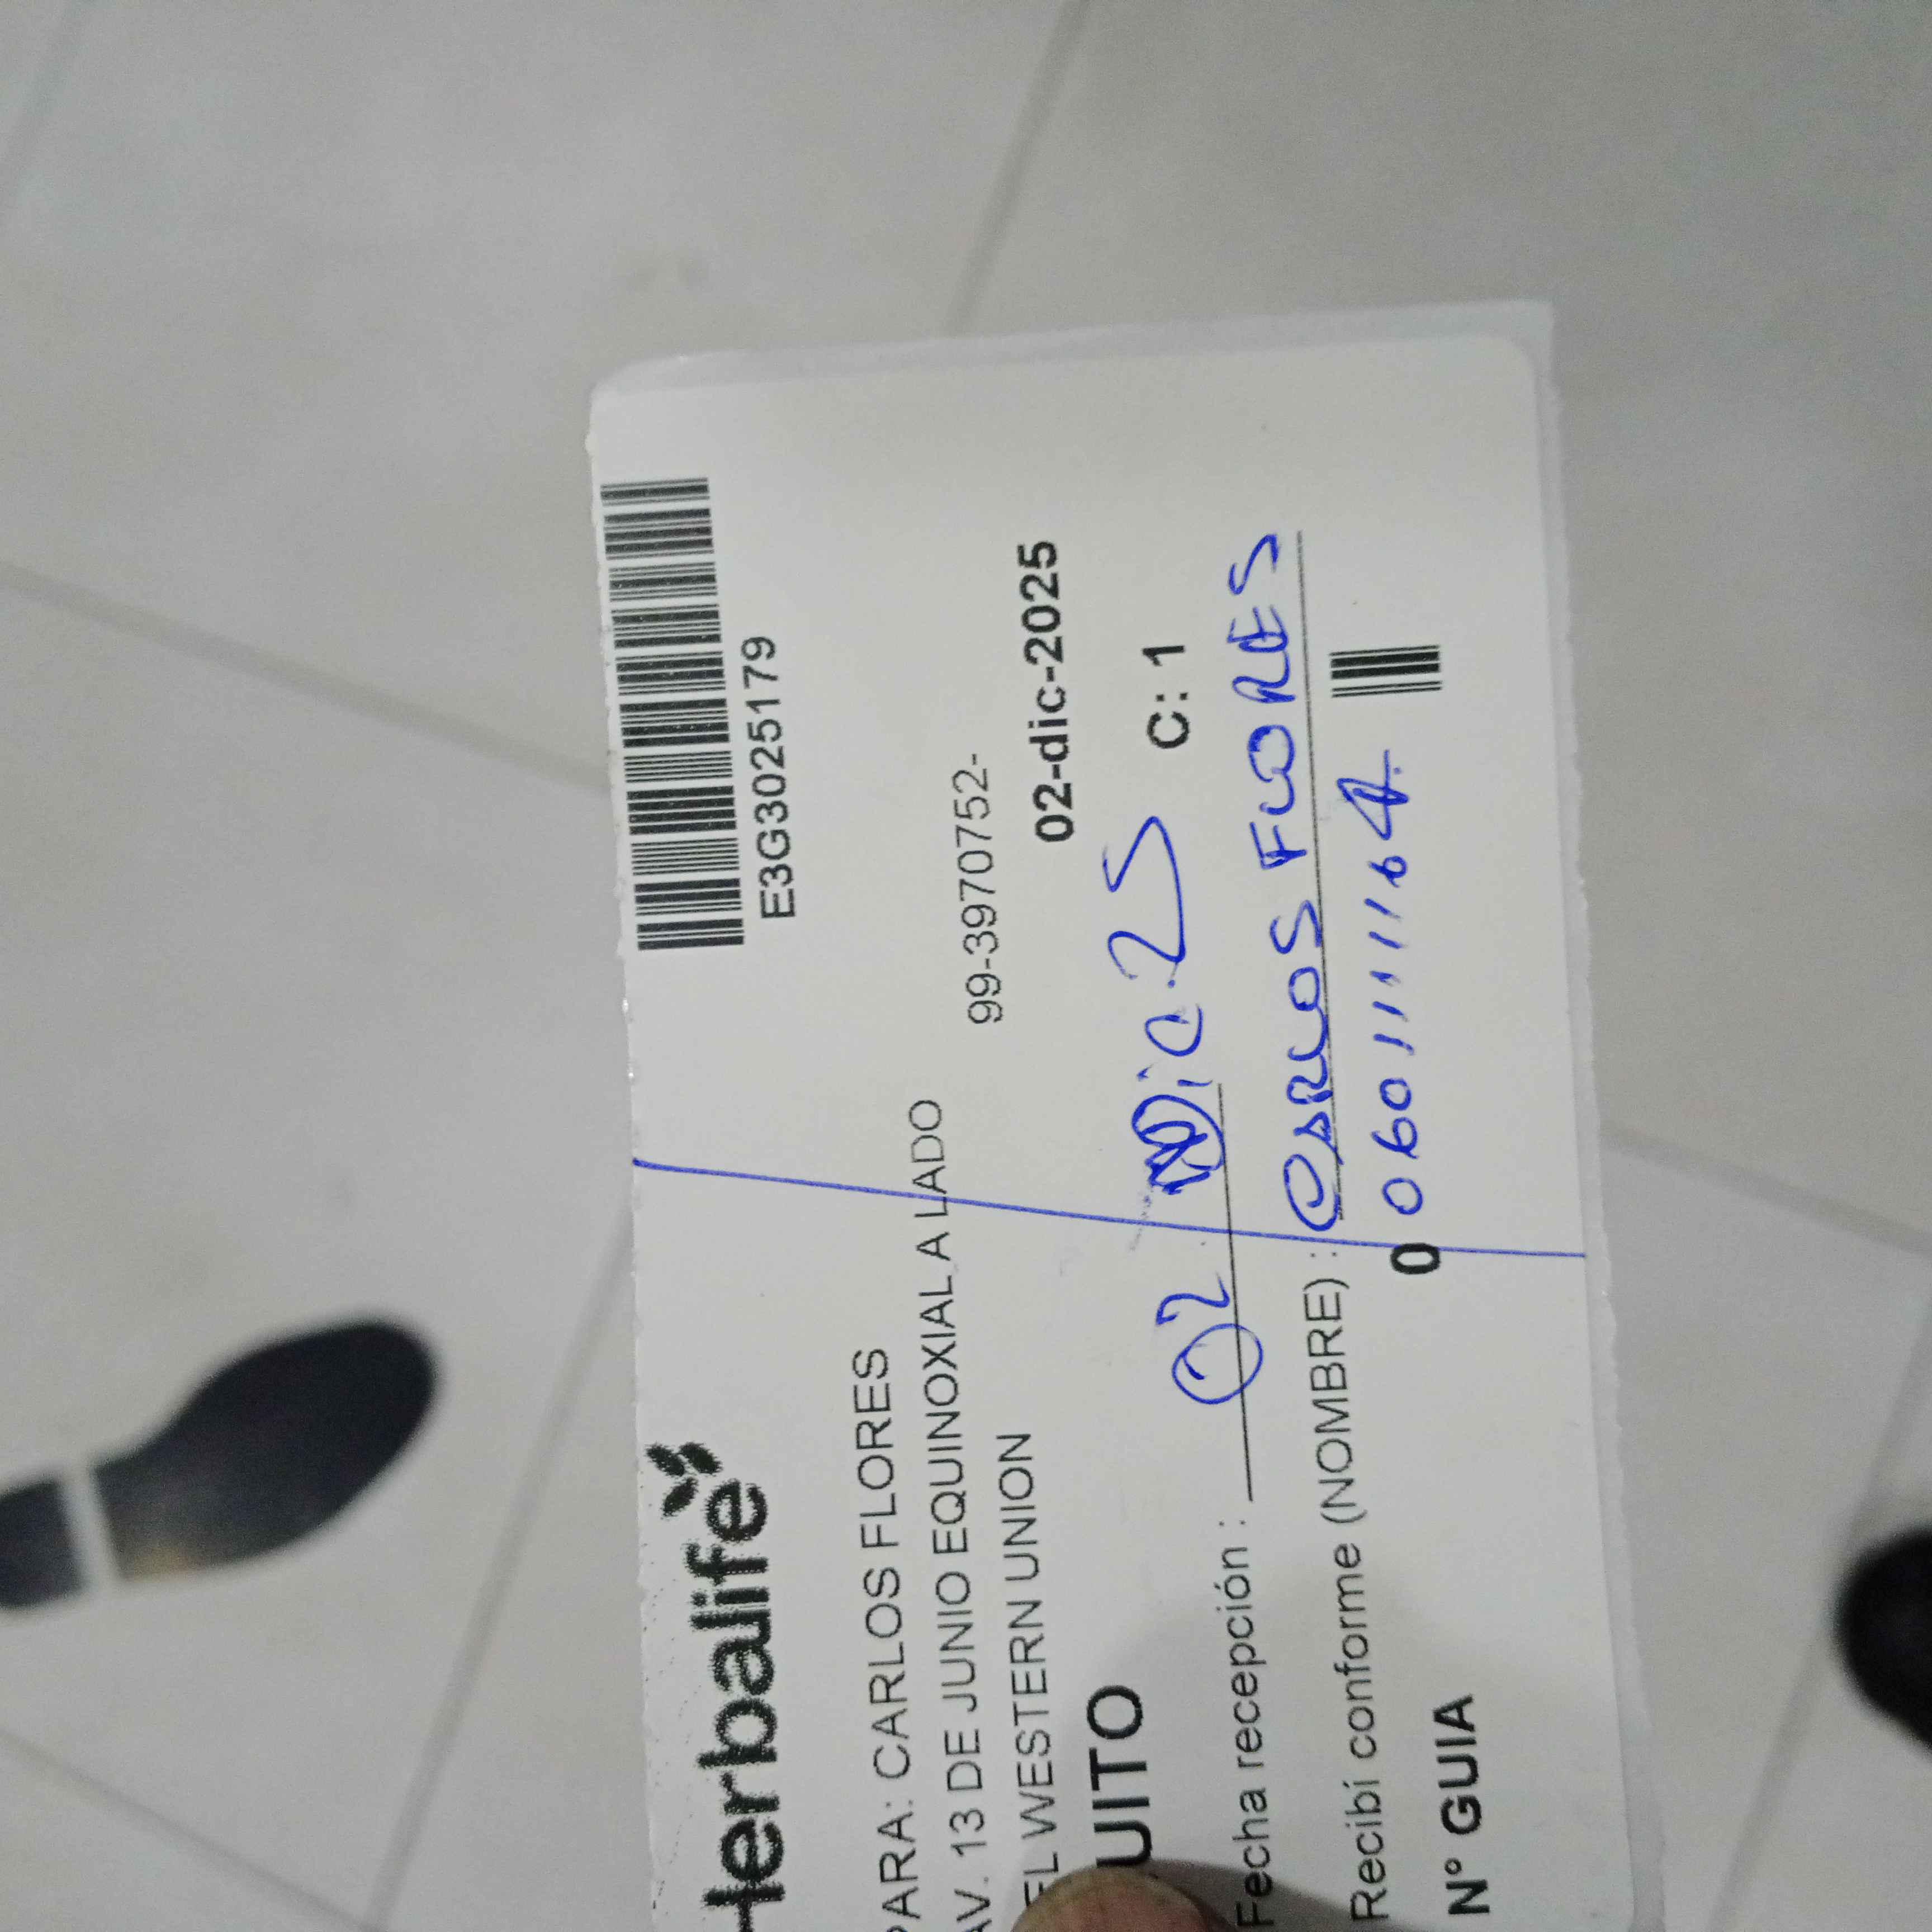 Herbalife
E3G3025179
PARA: CARLOS FLORES
AV. 13 DE JUNIO EQUINOXIAL A LADO
EL WESTERN UNION
99-3970752-
UITO
02-dic-2025
Fecha recepción : 02 Dic. 25 C: 1
Recibí conforme (NOMBRE) : CARLOS FLORES
Nº GUIA 0